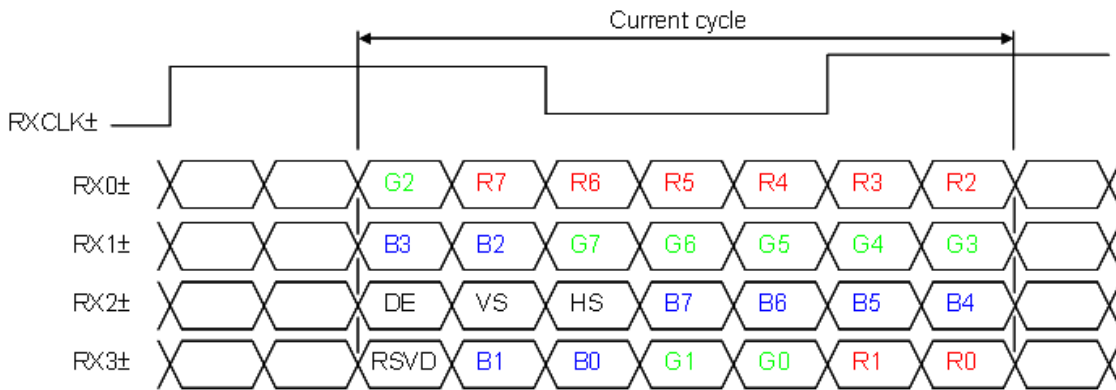 Current cycle
RXCLK±
RX0± G2 R7 R6 R5 R4 R3 R2
RX1± B3 B2 G7 G6 G5 G4 G3
RX2± DE VS HS B7 B6 B5 B4
RX3± RSVD B1 B0 G1 G0 R1 R0